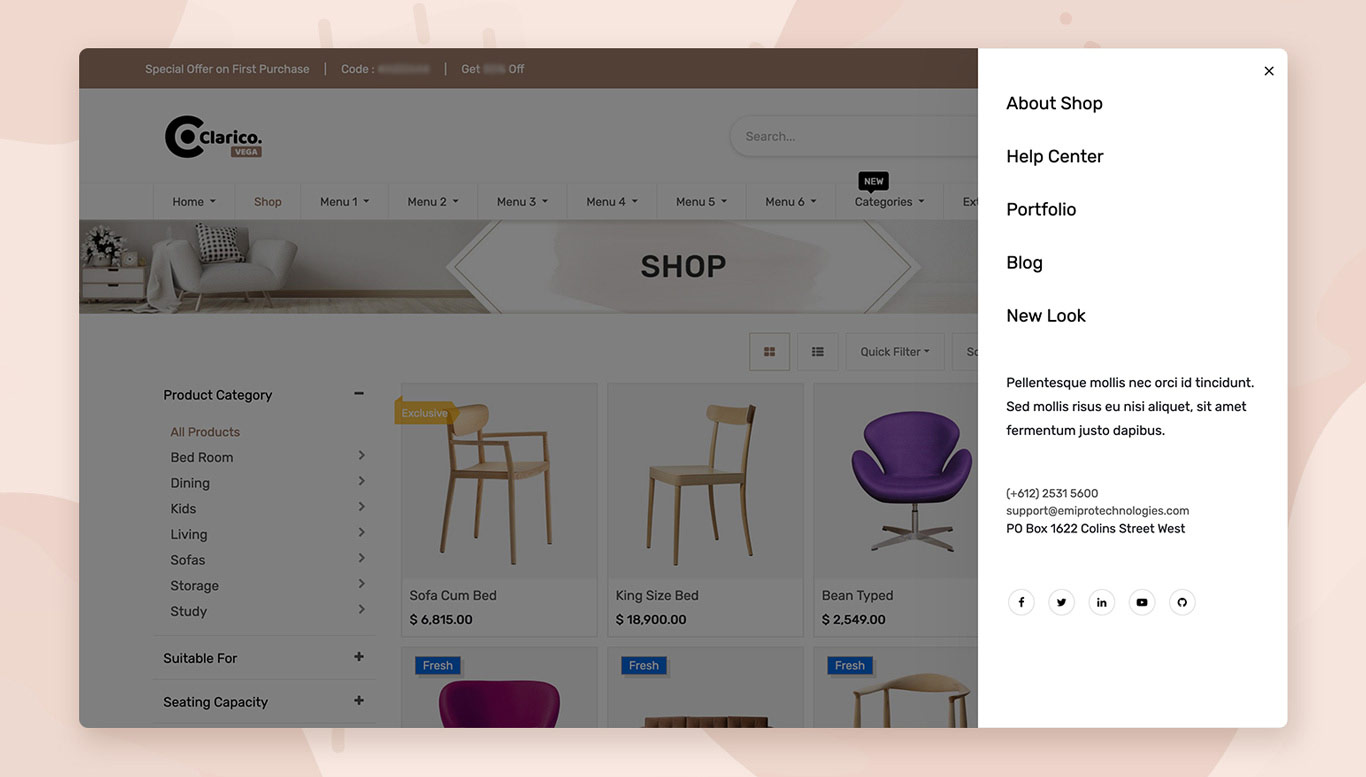 Special Offer on First Purchase | Code : | Get Off
Clarico.
VEGA
Search...
NEW
Home Shop Menu 1 Menu 2 Menu 3 Menu 4 Menu 5 Menu 6 Categories
SHOP
Quick Filter
Product Category
All Products
Bed Room
Dining
Kids
Living
Sofas
Storage
Study
Suitable For
Seating Capacity
Exclusive
Sofa Cum Bed
$ 6,815.00
King Size Bed
$ 18,900.00
Bean Typed
$ 2,549.00
Fresh
Fresh
Fresh
About Shop
Help Center
Portfolio
Blog
New Look
Pellentesque mollis nec orci id tincidunt.
Sed mollis risus eu nisi aliquet, sit amet
fermentum justo dapibus.
(+612) 2531 5600
support@emiprotechnologies.com
PO Box 1622 Colins Street West